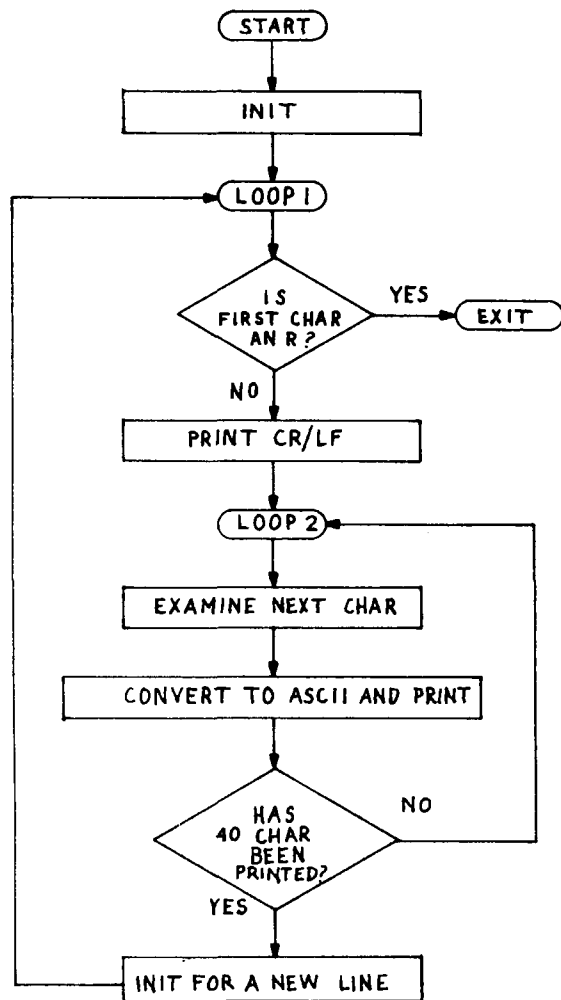 START
INIT
LOOP 1
IS
FIRST CHAR
AN R?
YES
EXIT
NO
PRINT CR/LF
LOOP 2
EXAMINE NEXT CHAR
CONVERT TO ASCII AND PRINT
HAS
40 CHAR
BEEN
PRINTED?
NO
YES
INIT FOR A NEW LINE